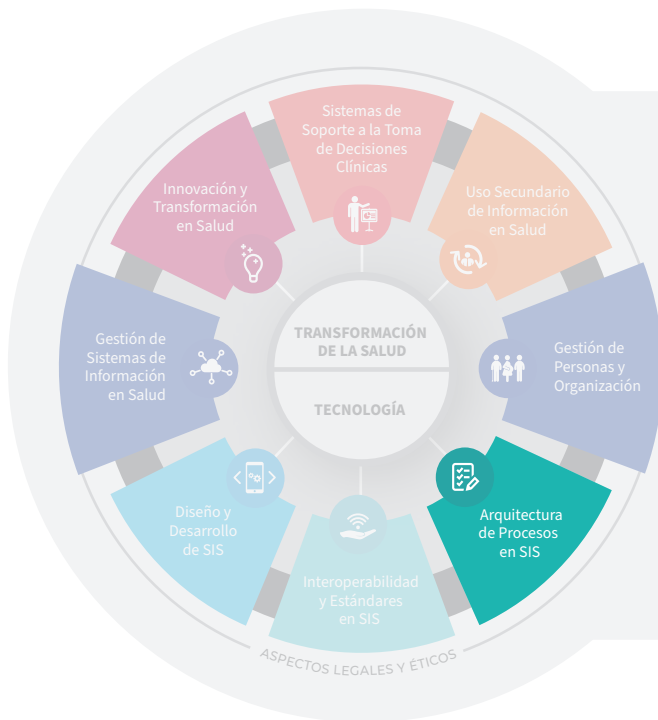 Sistemas de
Soporte a la Toma
de Decisiones
Clínicas
Innovación y
Transformación
en Salud
Uso Secundario
de Información
en Salud
Gestión de
Sistemas de
Información
en Salud
TRANSFORMACIÓN
DE LA SALUD
TECNOLOGÍA
Gestión de
Personas y
Organización
Diseño y
Desarrollo
de SIS
Arquitectura
de Procesos
en SIS
Interoperabilidad
y Estándares
en SIS
ASPECTOS LEGALES Y ÉTICOS